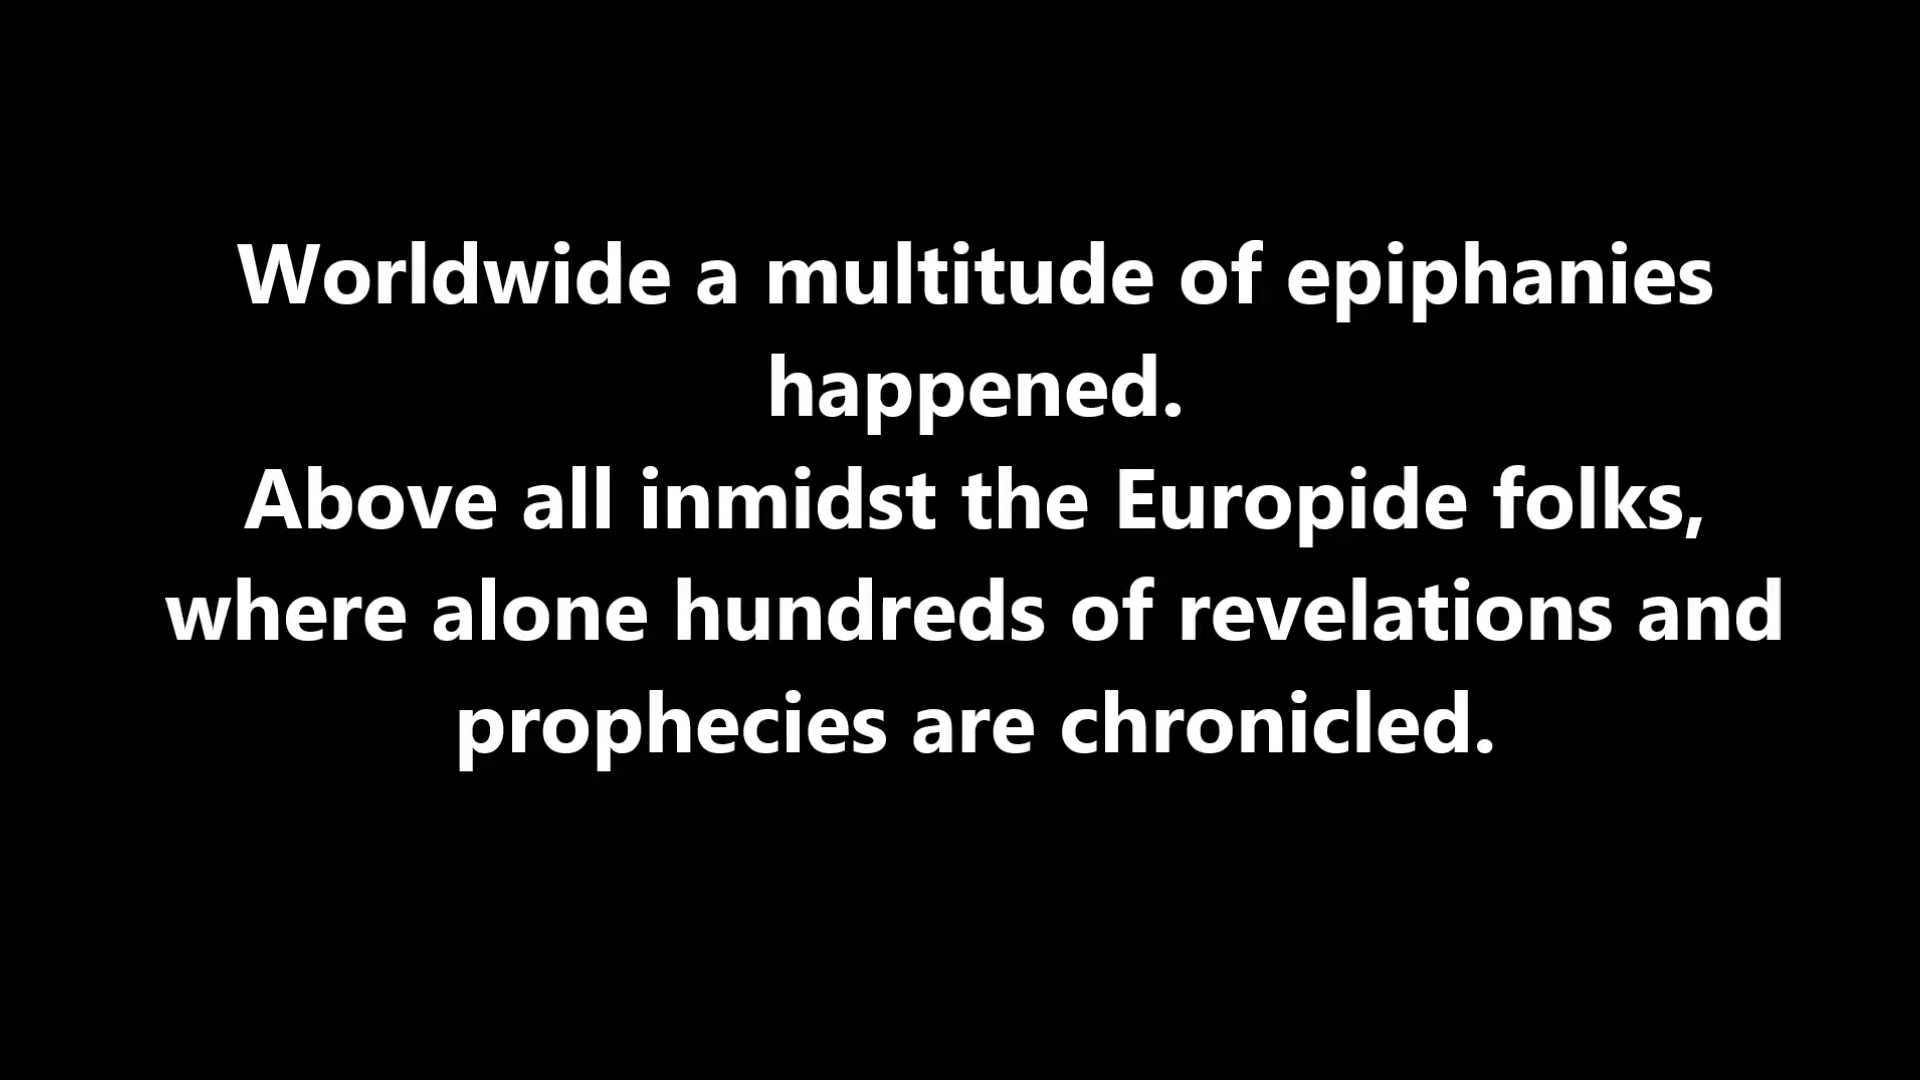 Worldwide a multitude of epiphanies
happened.
Above all inmidst the Europide folks,
where alone hundreds of revelations and
prophecies are chronicled.